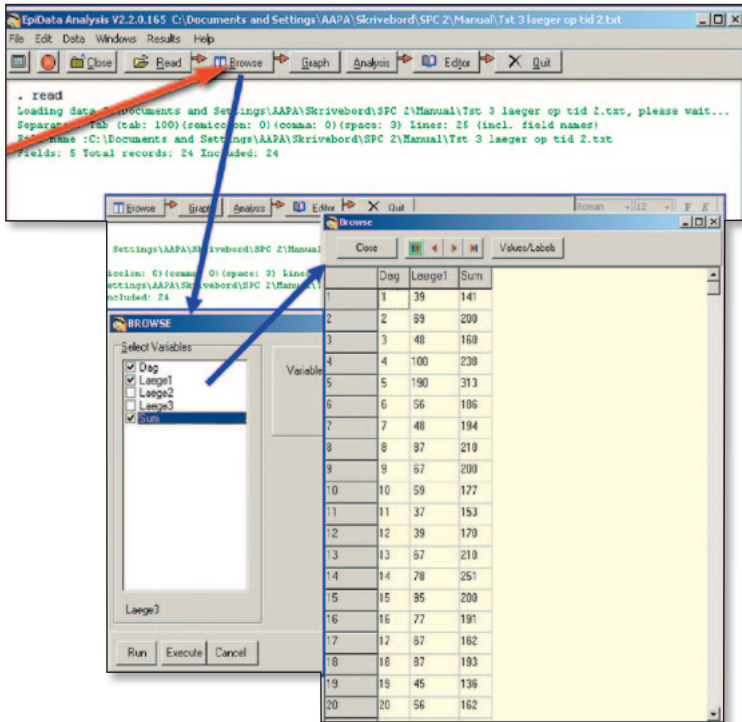 EpiData Analysis V2.2.0.165 C:\Documents and Settings\AAPA\Skrivebord\SPC 2\Manual\Tst 3 laeger op tid 2.txt
File Edit Data Windows Results Help
Close Read Browse Graph Analysis Editor Quit
. read
Loading data C:\Documents and Settings\AAPA\Skrivebord\SPC 2\Manual\Tst 3 laeger op tid 2.txt, please wait...
Separator: Tab (tab: 100)(semicolon: 0)(comma: 0)(space: 3) Lines: 25 (incl. field names)
File name :C:\Documents and Settings\AAPA\Skrivebord\SPC 2\Manual\Tst 3 laeger op tid 2.txt
Fields: 5 Total records: 24 Included: 24
Browse Graph Analysis Editor Quit Roman 12 F K
Settings\AAPA\Skrivebord\SPC 2\Manual
micolon: 0)(comma: 0)(space: 3) Lines
ettings\AAPA\Skrivebord\SPC 2\Manual\T
ncluded: 24
BROWSE
Select Variables
Dag
Laege1
Laege2
Laege3
Sum
Variable
Laege3
Run Execute Cancel
Browse
Close Values/Labels
Dag Laege1 Sum
1 1 39 141
2 2 69 200
3 3 48 160
4 4 100 238
5 5 190 313
6 6 56 186
7 7 48 194
8 8 87 210
9 9 67 200
10 10 59 177
11 11 37 153
12 12 39 170
13 13 67 210
14 14 78 251
15 15 95 200
16 16 77 191
17 17 67 162
18 18 87 193
19 19 45 136
20 20 56 162